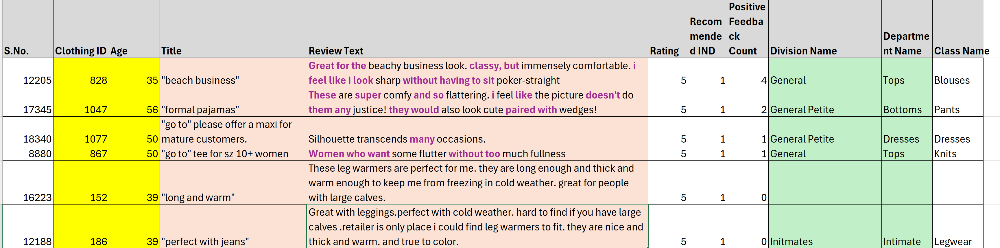 S.No. Clothing ID Age Title Review Text Rating Recommended IND Positive Feedback Count Division Name Department Name Class Name
12205 828 35 "beach business" Great for the beachy business look. classy, but immensely comfortable. i
feel like i look sharp without having to sit poker-straight 5 1 4 General Tops Blouses
17345 1047 56 "formal pajamas" These are super comfy and so flattering. i feel like the picture doesn't do
them any justice! they would also look cute paired with wedges! 5 1 2 General Petite Bottoms Pants
18340 1077 50 "go to" please offer a maxi for
mature customers. Silhouette transcends many occasions. 5 1 1 General Petite Dresses Dresses
8880 867 50 "go to" tee for sz 10+ women Women who want some flutter without too much fullness 5 1 1 General Tops Knits
16223 152 39 "long and warm" These leg warmers are perfect for me. they are long enough and thick and
warm enough to keep me from freezing in cold weather. great for people
with large calves. 5 1 0
12188 186 39 "perfect with jeans" Great with leggings.perfect with cold weather. hard to find if you have large
calves .retailer is only place i could find leg warmers to fit. they are nice and
thick and warm. and true to color. 5 1 0 Initmates Intimate Legwear